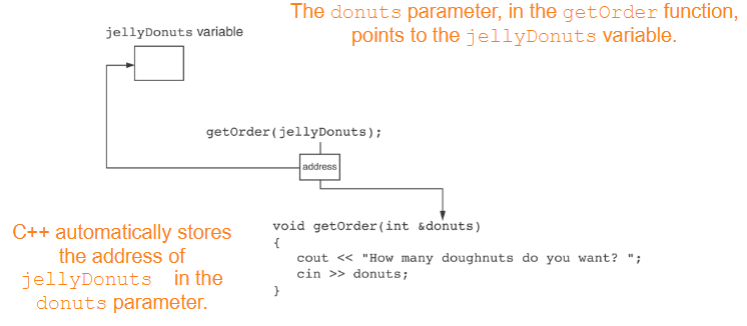 The donuts parameter, in the getOrder function,
points to the jellyDonuts variable.
jellyDonuts variable
getOrder(jellyDonuts);
address
C++ automatically stores
the address of
jellyDonuts in the
donuts parameter.
void getOrder(int &donuts)
{
cout << "How many doughnuts do you want? ";
cin >> donuts;
}